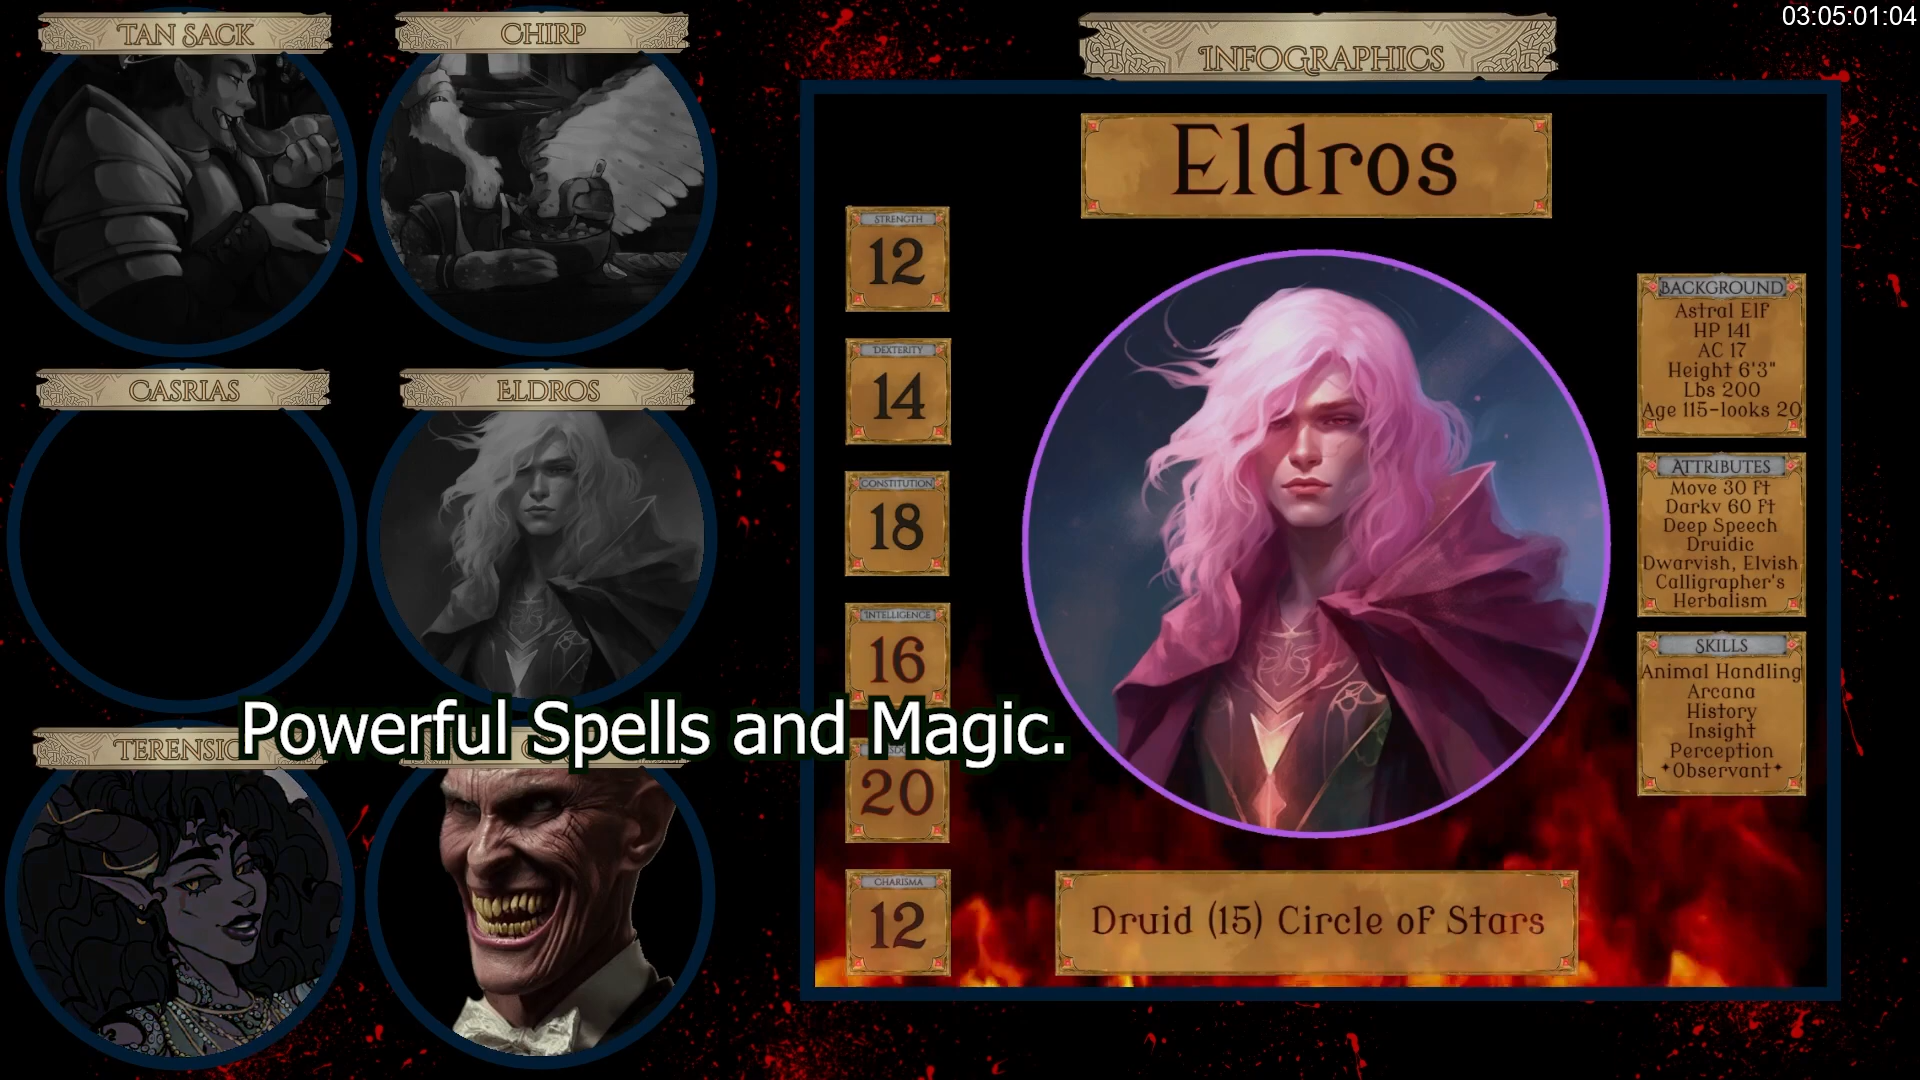 TAN SACK
CHIRP
INFOGRAPHICS
03:05:01:04
Eldros
STRENGTH
12
DEXTERITY
14
CONSTITUTION
18
INTELLIGENCE
16
20
CHARISMA
12
BACKGROUND
Astral Elf
HP 141
AC 17
Height 6'3"
Lbs 200
Age 115-looks 20
ATTRIBUTES
Move 30 ft
Darkv 60 ft
Deep Speech
Druidic
Dwarvish, Elvish
Calligrapher's
Herbalism
SKILLS
Animal Handling
Arcana
History
Insight
Perception
*Observant*
CASRIAS
ELDROS
Powerful Spells and Magic.
Druid (15) Circle of Stars